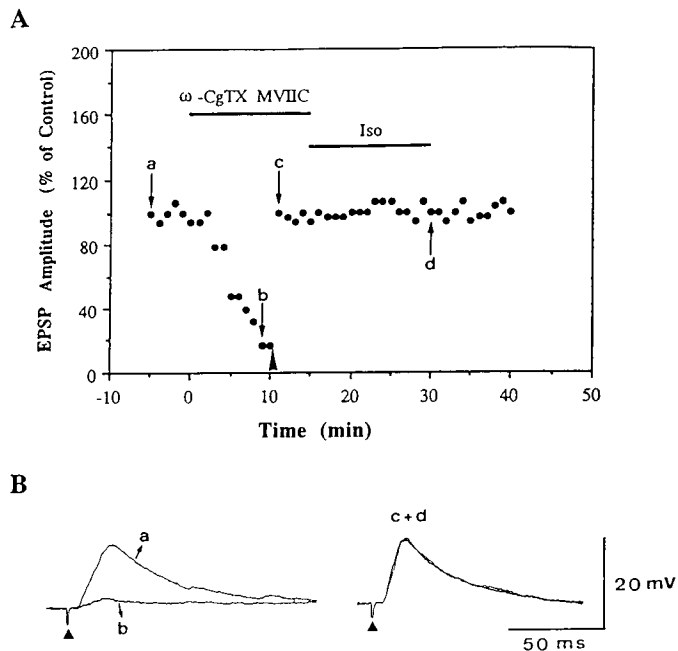 A
200
160
120
80
40
0
EPSP Amplitude (% of Control)
ω-CgTX MVIIC
Iso
a
c
b
d
-10 0 10 20 30 40 50
Time (min)
B
a
b
c+d
20 mV
50 ms